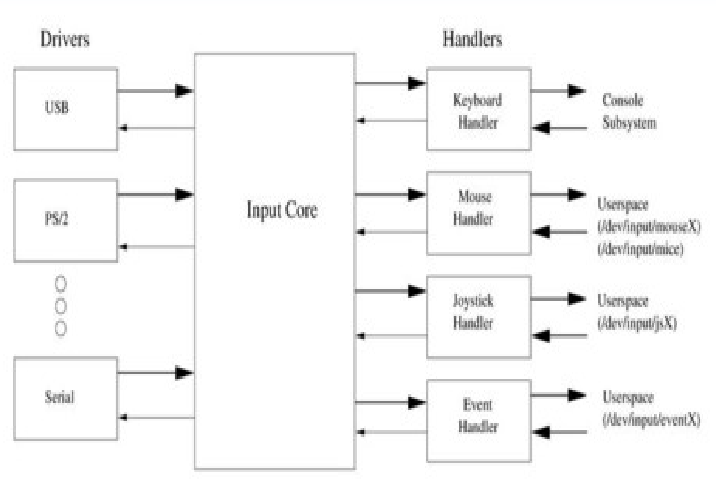 Drivers
Handlers
USB
PS/2
Serial
Input Core
Keyboard
Handler
Mouse
Handler
Joystick
Handler
Event
Handler
Console
Subsystem
Userspace
(/dev/input/mouseX)
(/dev/input/mice)
Userspace
(/dev/input/jsX)
Userspace
(/dev/input/eventX)